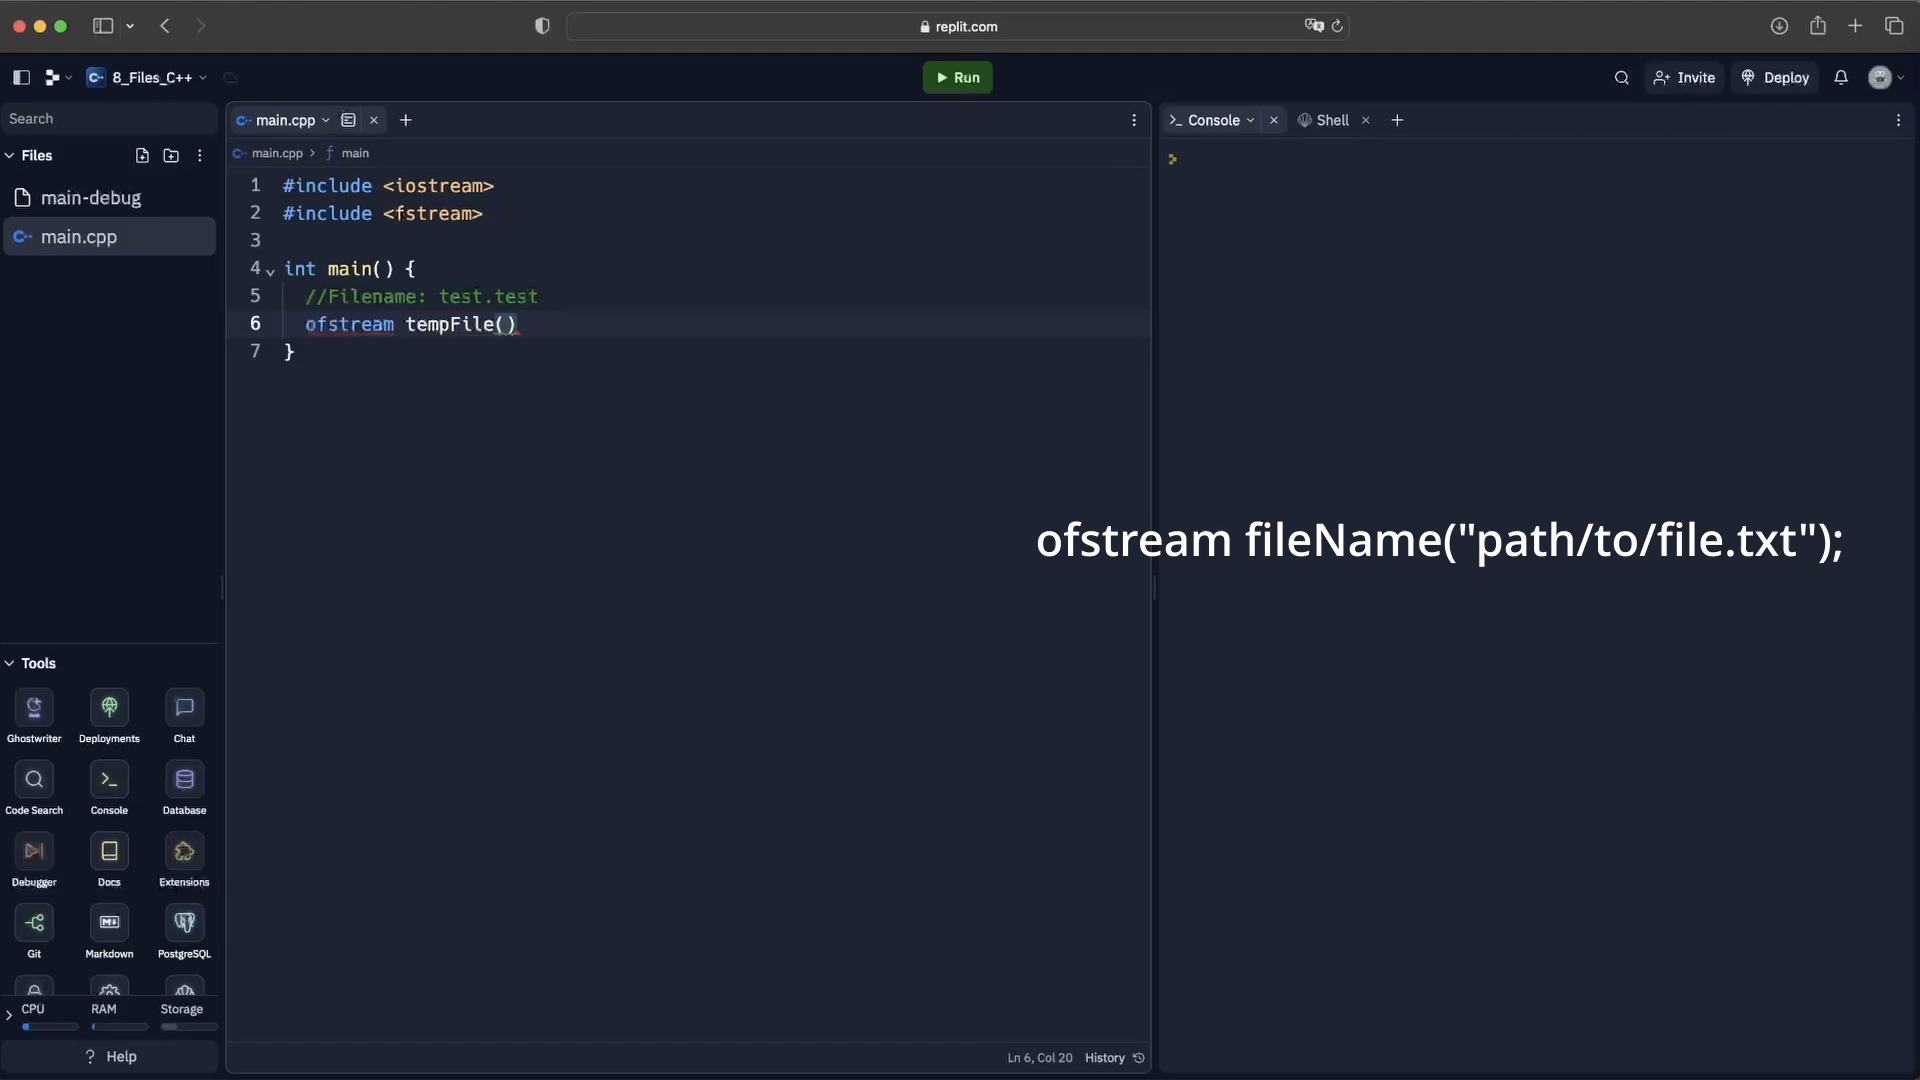 replit.com
8_Files_C++
Run
Invite
Deploy
Search
Files
main-debug
main.cpp
main.cpp
main.cpp > main
1 #include <iostream>
2 #include <fstream>
3
4 int main() {
5 //Filename: test.test
6 ofstream tempFile()
7 }
Console
Shell
ofstream fileName("path/to/file.txt");
Tools
Ghostwriter Deployments Chat
Code Search Console Database
Debugger Docs Extensions
Git Markdown PostgreSQL
CPU RAM Storage
? Help
Ln 6, Col 20 History